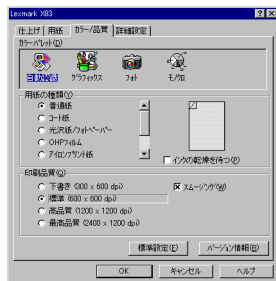 Lexmark X83
仕上げ 用紙 カラー/品質 詳細設定
カラーパレット(O)
自動選択 グラフィックス フォト モノクロ
用紙の種類(Y)
普通紙
コート紙
光沢紙/フォトペーパー
OHPフィルム
アイロンプリント紙
インクの乾燥を待つ(P)
印刷品質(Q)
下書き (300 x 600 dpi)
標準 (600 x 600 dpi)
高品質 (1200 x 1200 dpi)
最高品質 (2400 x 1200 dpi)
スムージング(W)
標準設定(E) バージョン情報(B)
OK キャンセル ヘルプ